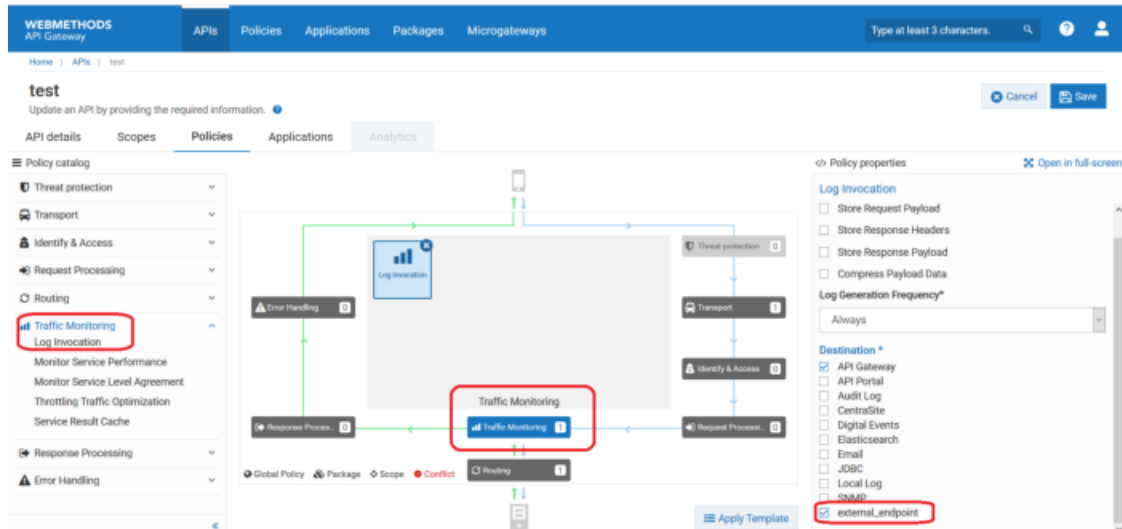 WEBMETHODS
API Gateway
APIs Policies Applications Packages Microgateways
Type at least 3 characters.
Home APIs test
test
Update an API by providing the required information.
Cancel Save
API details Scopes Policies Applications Analytics
Policy catalog
Threat protection
Transport
Identify & Access
Request Processing
Routing
Traffic Monitoring
Log Invocation
Monitor Service Performance
Monitor Service Level Agreement
Throttling Traffic Optimization
Service Result Cache
Response Processing
Error Handling
Log Invocation
Threat protection 0
Error Handling 0
Transport 1
Identify & Access 0
Traffic Monitoring
Response Proces... 0
Traffic Monitoring 1
Request Processi... 0
Global Policy Package Scope Conflict
Routing 1
Apply Template
</> Policy properties Open in full-screen
Log Invocation
Store Request Payload
Store Response Headers
Store Response Payload
Compress Payload Data
Log Generation Frequency*
Always
Destination *
API Gateway
API Portal
Audit Log
CentraSite
Digital Events
Elasticsearch
Email
JDBC
Local Log
SNMP
external_endpoint